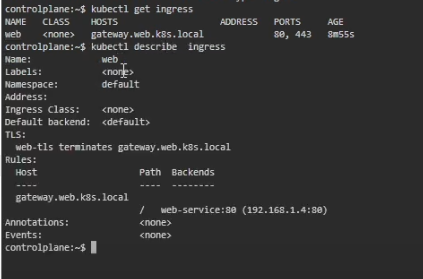 controlplane:~$ kubectl get ingress
NAME   CLASS    HOSTS                   ADDRESS   PORTS     AGE
web    <none>   gateway.web.k8s.local             80, 443   8m55s
controlplane:~$ kubectl describe  ingress
Name:             web
Labels:           <none>
Namespace:        default
Address:
Ingress Class:    <none>
Default backend:  <default>
TLS:
  web-tls terminates gateway.web.k8s.local
Rules:
  Host                   Path  Backends
  ----                   ----  --------
  gateway.web.k8s.local
                         /   web-service:80 (192.168.1.4:80)
Annotations:             <none>
Events:                  <none>
controlplane:~$